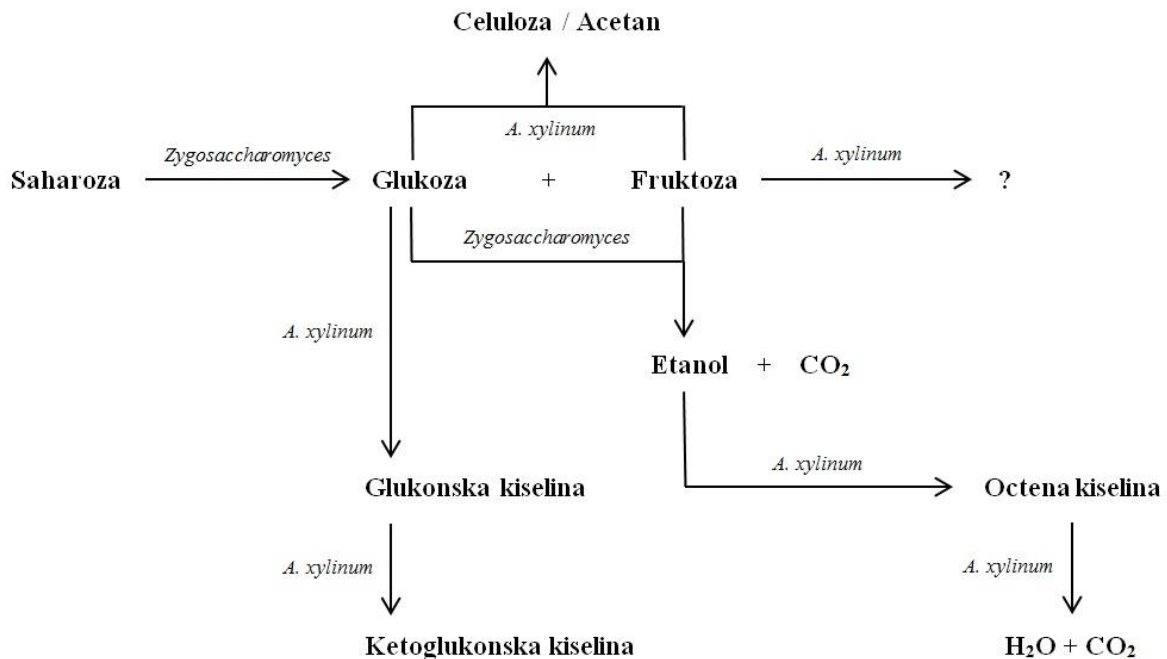 Celuloza / Acetan
A. xylinum
Zygosaccharomyces
A. xylinum
Saharoza
Glukoza + Fruktoza
?
Zygosaccharomyces
A. xylinum
Etanol + CO₂
A. xylinum
Glukonska kiselina
Octena kiselina
A. xylinum
A. xylinum
Ketoglukonska kiselina
H₂O + CO₂